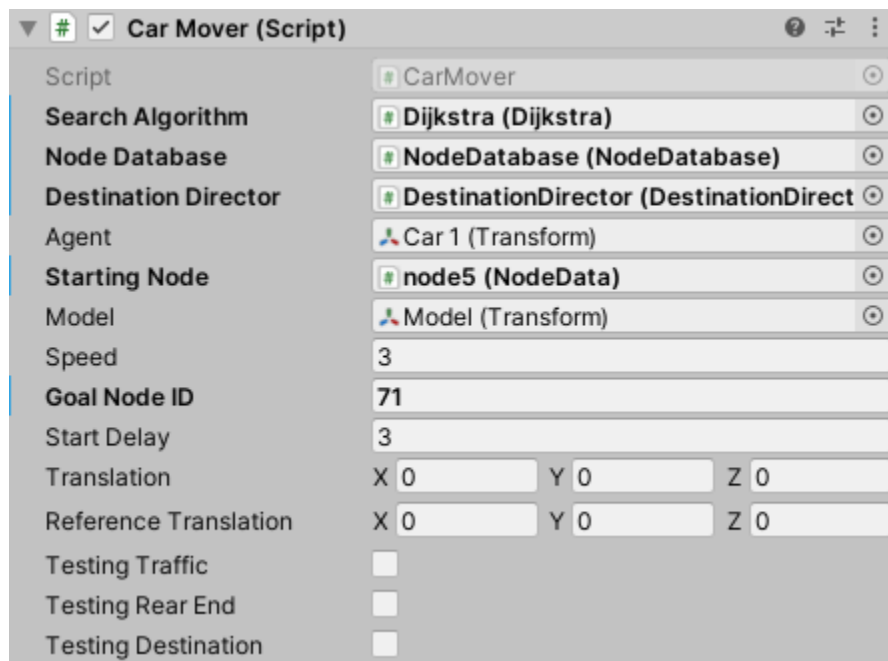 Car Mover (Script)
Script # CarMover
Search Algorithm # Dijkstra (Dijkstra)
Node Database # NodeDatabase (NodeDatabase)
Destination Director # DestinationDirector (DestinationDirect
Agent Car 1 (Transform)
Starting Node # node5 (NodeData)
Model Model (Transform)
Speed 3
Goal Node ID 71
Start Delay 3
Translation X 0 Y 0 Z 0
Reference Translation X 0 Y 0 Z 0
Testing Traffic
Testing Rear End
Testing Destination